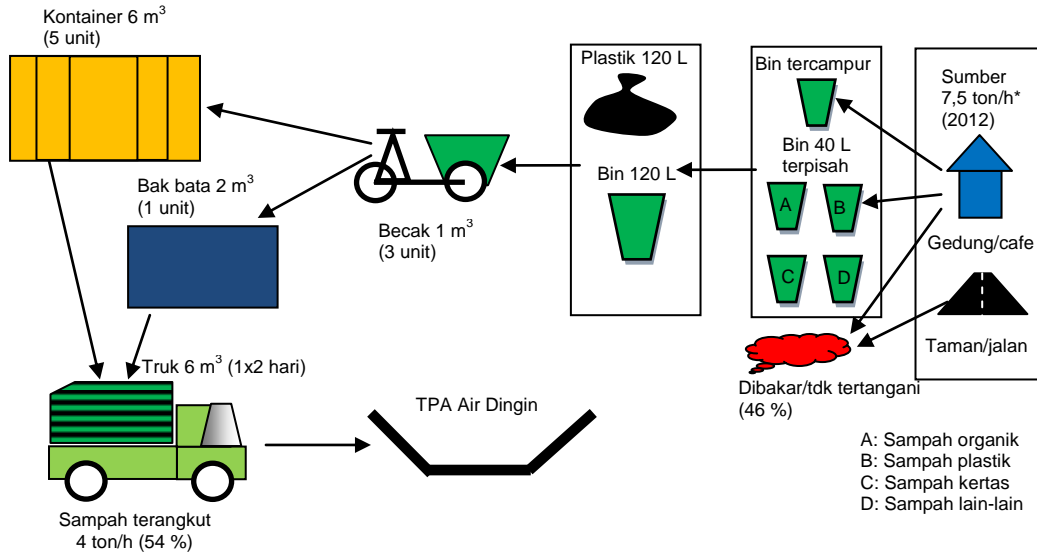 Kontainer 6 m³
(5 unit)
Bak bata 2 m³
(1 unit)
Truk 6 m³ (1x2 hari)
Sampah terangkut
4 ton/h (54 %)
TPA Air Dingin
Becak 1 m³
(3 unit)
Plastik 120 L
Bin 120 L
Bin tercampur
Bin 40 L
terpisah
A
B
C
D
Sumber
7,5 ton/h*
(2012)
Gedung/cafe
Taman/jalan
Dibakar/tdk tertangani
(46 %)
A: Sampah organik
B: Sampah plastik
C: Sampah kertas
D: Sampah lain-lain